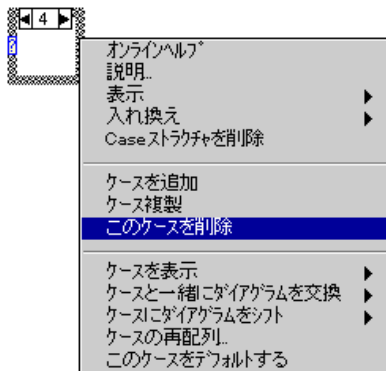 4
?
オンラインヘルプ
説明...
表示
入れ換え
Caseストラクチャを削除
ケースを追加
ケース複製
このケースを削除
ケースを表示
ケースと一緒にダイアグラムを交換
ケースにダイアグラムをシフト
ケースの再配列...
このケースをデフォルトする